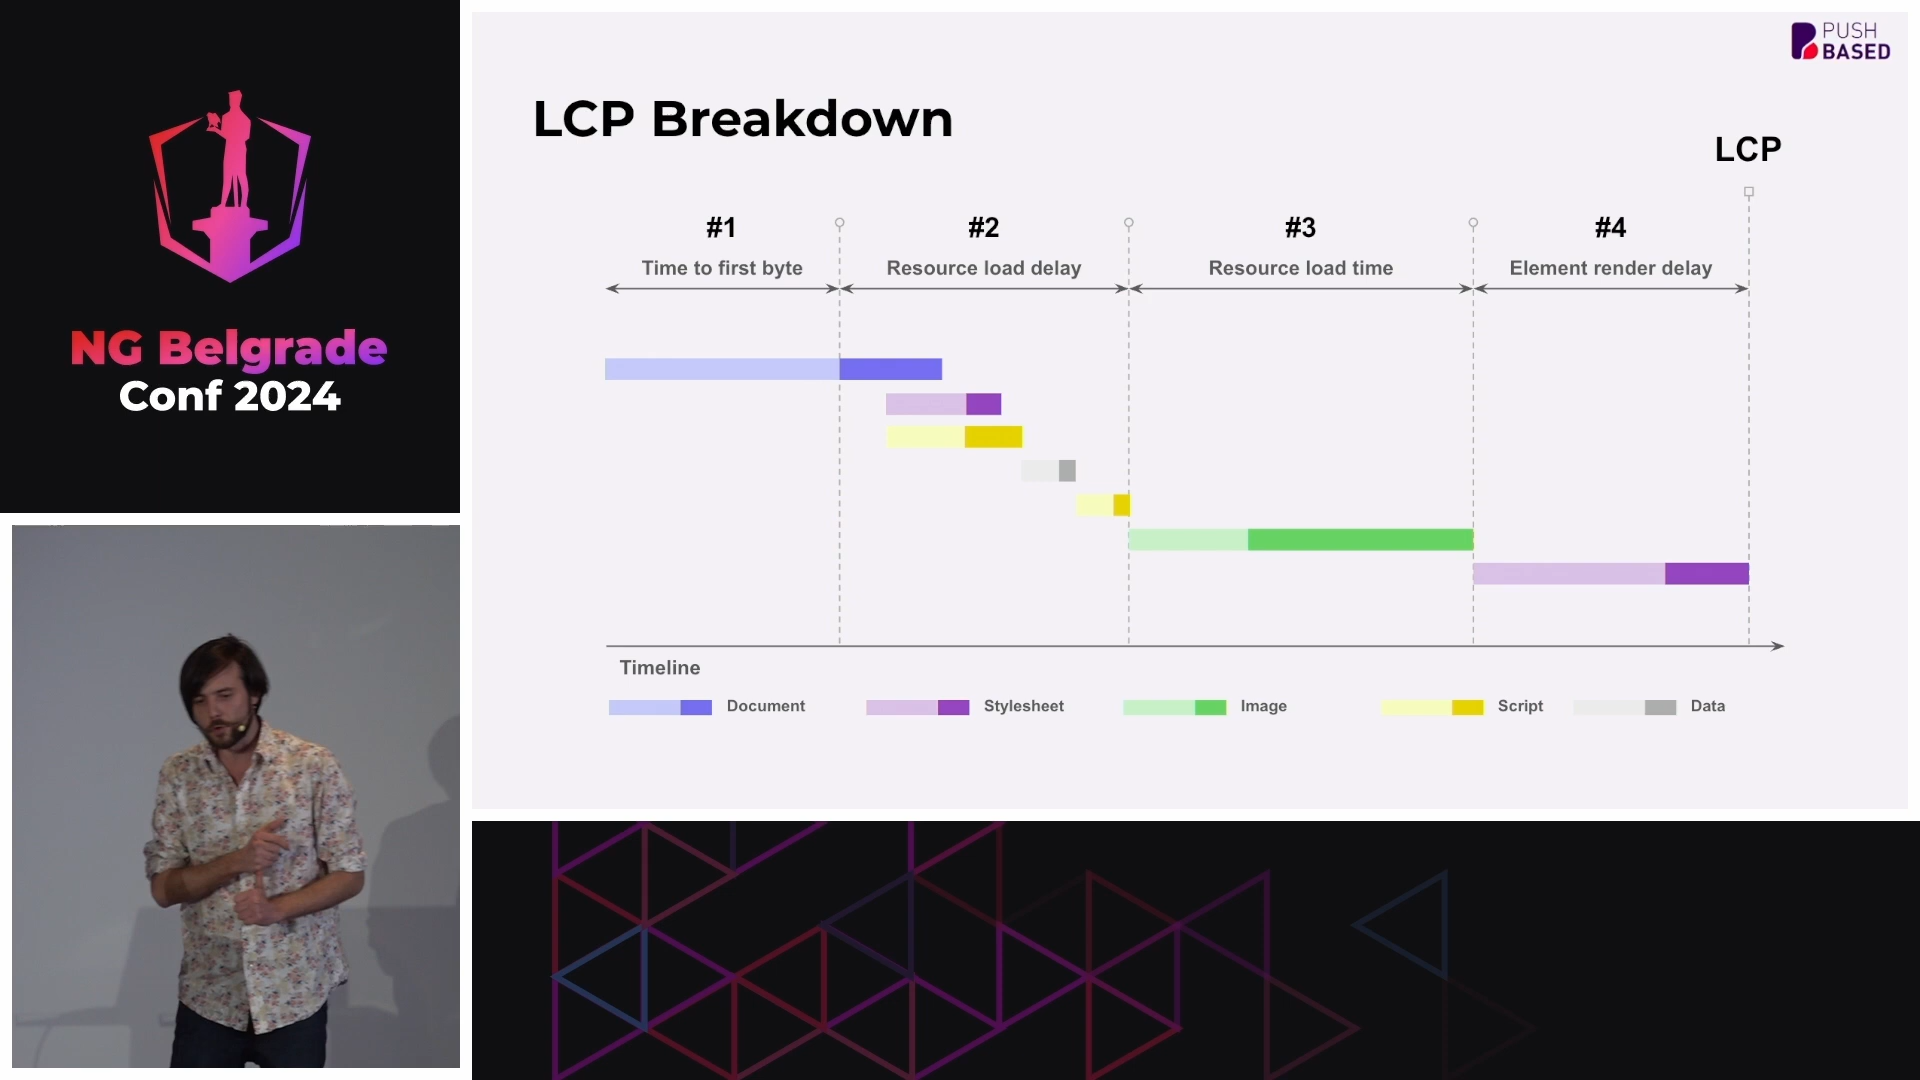 NG Belgrade
Conf 2024
PUSH
BASED
LCP Breakdown
LCP
#1
#2
#3
#4
Time to first byte
Resource load delay
Resource load time
Element render delay
Timeline
Document
Stylesheet
Image
Script
Data